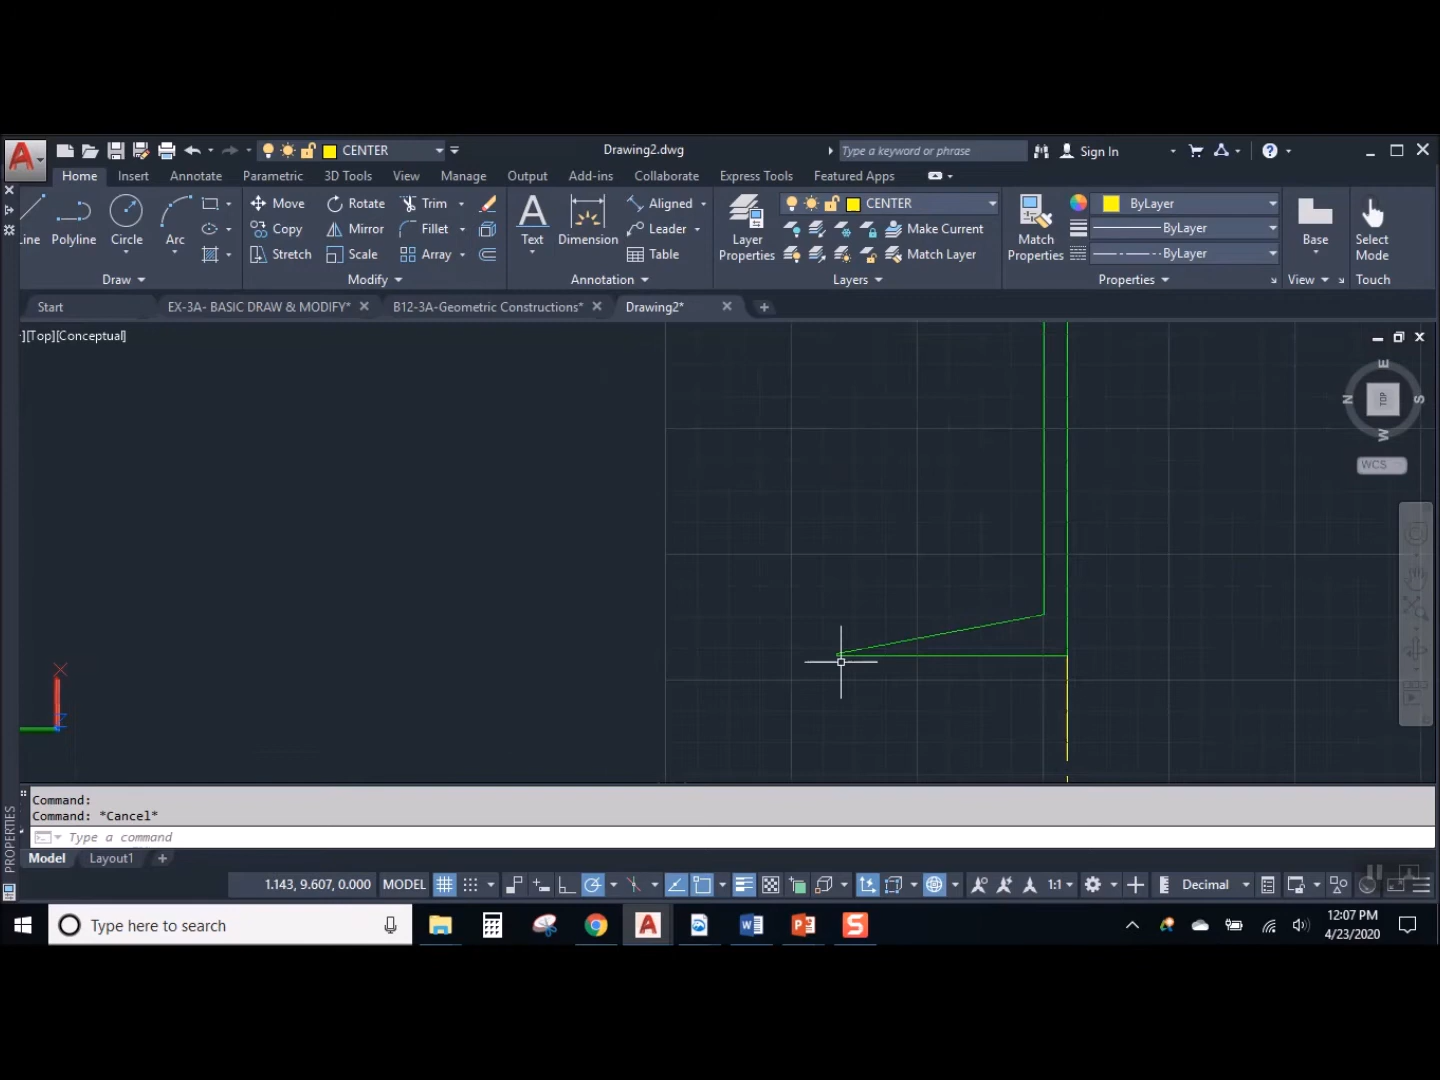 CENTER
Drawing2.dwg
Type a keyword or phrase
Sign In
Home Insert Annotate Parametric 3D Tools View Manage Output Add-ins Collaborate Express Tools Featured Apps
ine
Polyline
Circle
Arc
Move Rotate Trim
Copy Mirror Fillet
Stretch Scale Array
Text
Dimension
Aligned
Leader
Table
Layer
Properties
CENTER
Make Current
Match Layer
Match
Properties
ByLayer
ByLayer
ByLayer
Base
Select
Mode
Draw Modify Annotation Layers Properties View Touch
Start EX-3A- BASIC DRAW & MODIFY* B12-3A-Geometric Constructions* Drawing2*
][Top][Conceptual]
E
N TOP S
W
WCS
X
Z
Command:
Command: *Cancel*
Type a command
PROPERTIES
Model Layout1
1.143, 9.607, 0.000 MODEL 1:1 Decimal
Type here to search
12:07 PM
4/23/2020